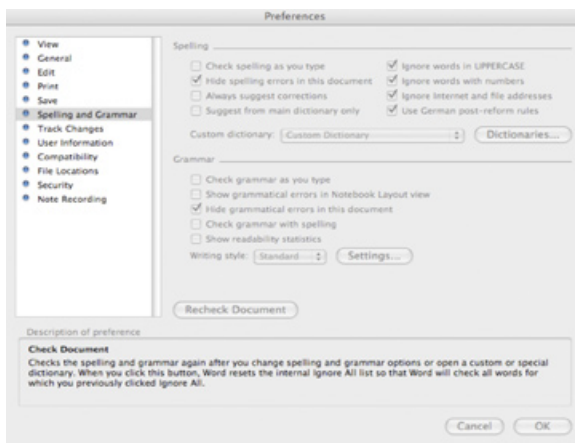 Preferences
View
General
Edit
Print
Save
Spelling and Grammar
Track Changes
User Information
Compatibility
File Locations
Security
Note Recording
Spelling
Check spelling as you type
Hide spelling errors in this document
Always suggest corrections
Suggest from main dictionary only
Ignore words in UPPERCASE
Ignore words with numbers
Ignore Internet and file addresses
Use German post-reform rules
Custom dictionary: Custom Dictionary Dictionaries...
Grammar
Check grammar as you type
Show grammatical errors in Notebook Layout view
Hide grammatical errors in this document
Check grammar with spelling
Show readability statistics
Writing style: Standard Settings...
Recheck Document
Description of preference
Check Document
Checks the spelling and grammar again after you change spelling and grammar options or open a custom or special
dictionary. When you click this button, Word resets the internal Ignore All list so that Word will check all words for
which you previously clicked Ignore All.
Cancel OK